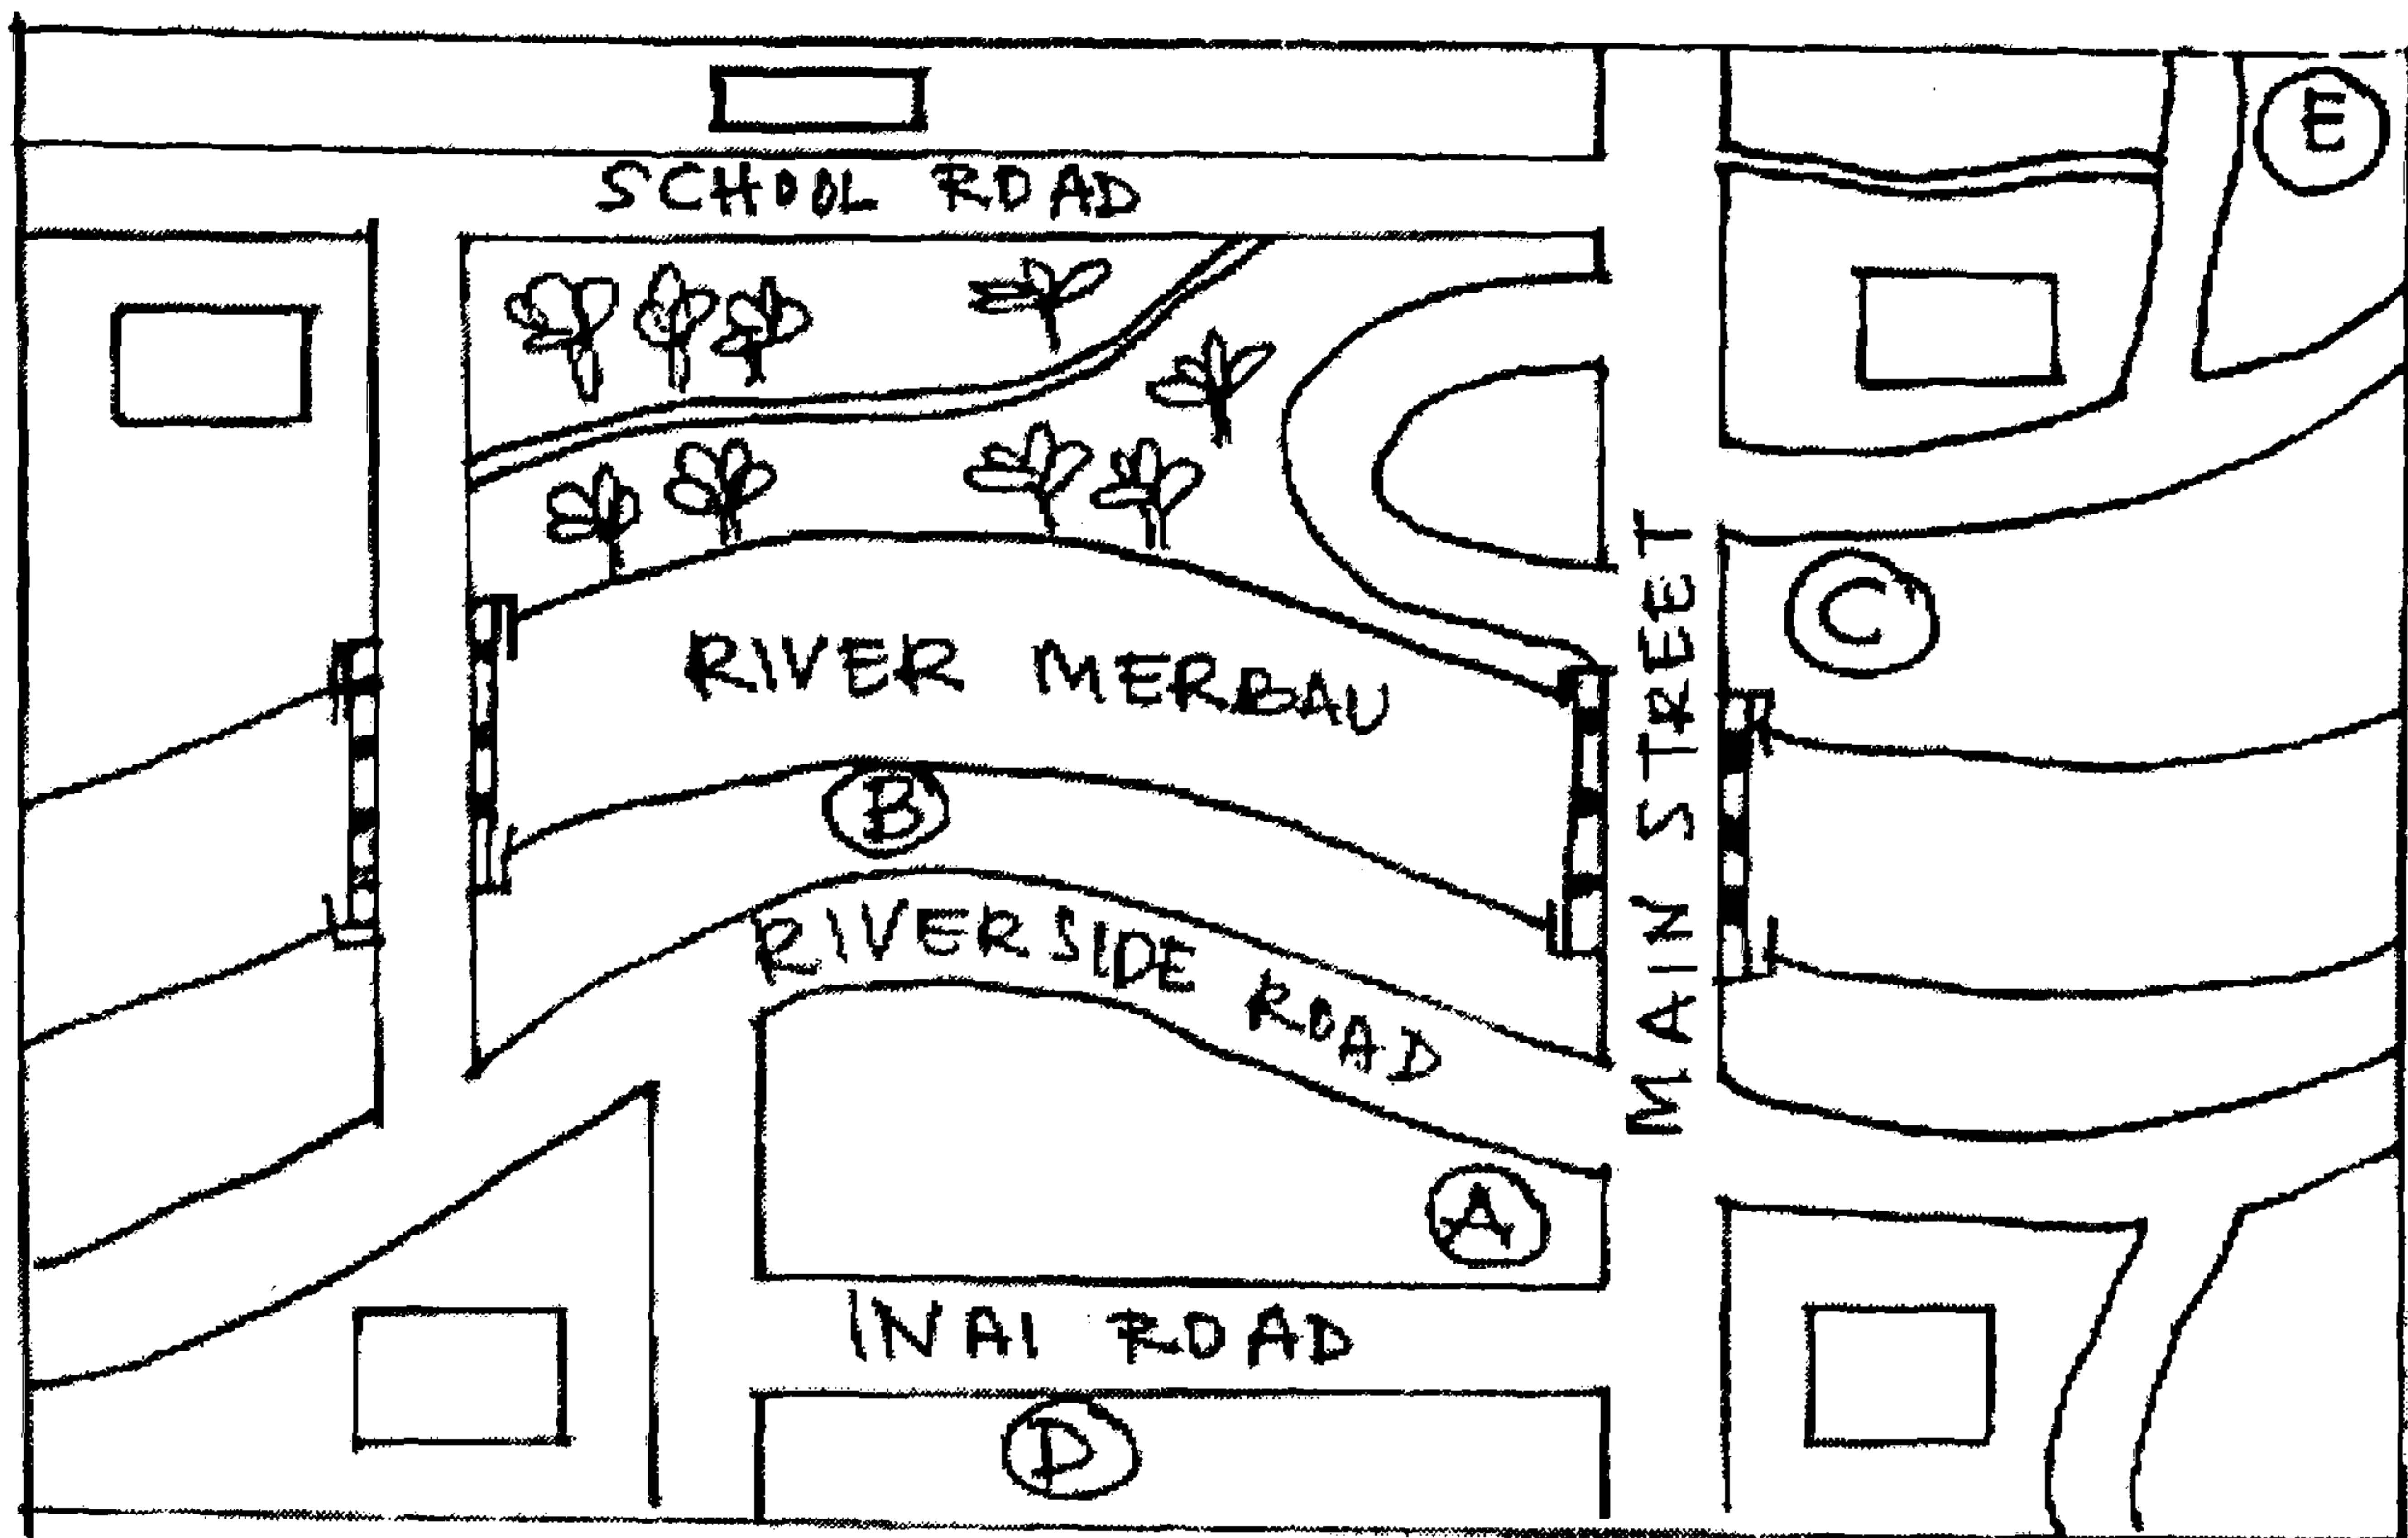 E
SCHOOL ROAD
C
RIVER MERBAU
MAIN STREET
B
RIVERSIDE ROAD
A
INAI ROAD
D